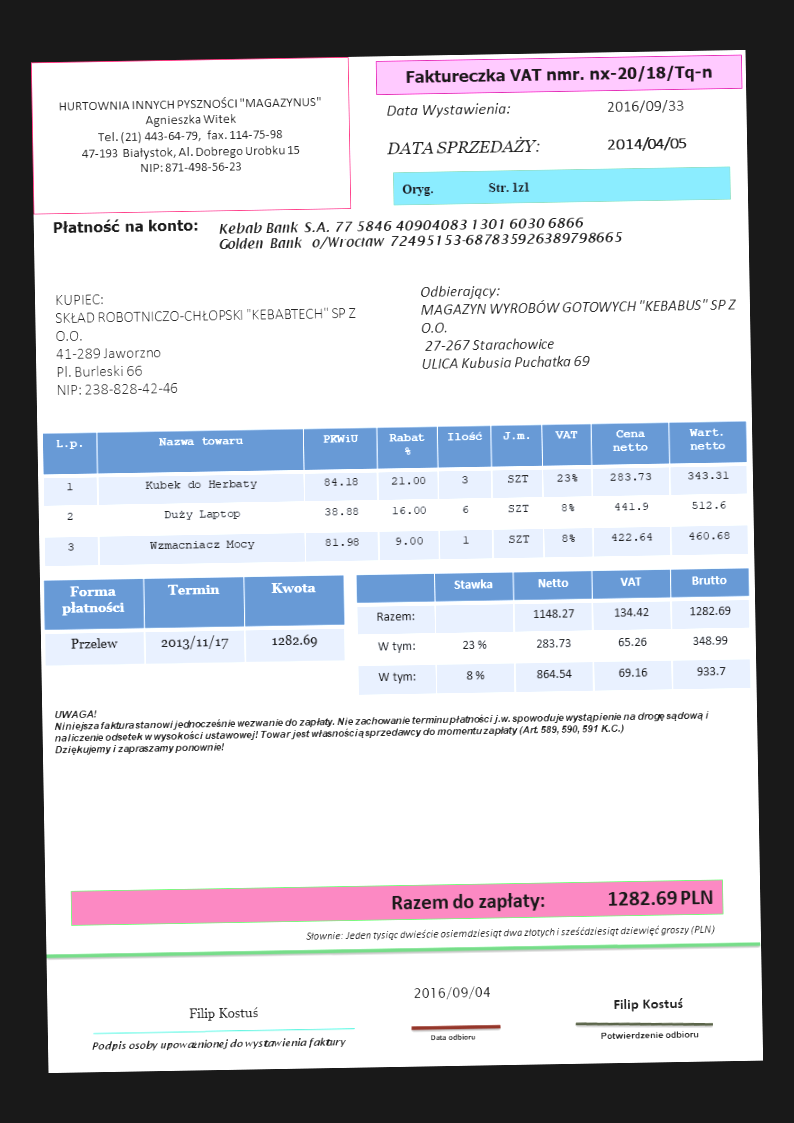 HURTOWNIA INNYCH PYSZNOŚCI "MAGAZYNUS"
Agnieszka Witek
Tel. (21) 443-64-79, fax. 114-75-98
47-193 Białystok, Al. Dobrego Urobku 15
NIP: 871-498-56-23
Faktureczka VAT nmr. nx-20/18/Tq-n
Data Wystawienia: 2016/09/33
DATA SPRZEDAŻY: 2014/04/05
Oryg. Str. 1z1
Płatność na konto: Kebab Bank S.A. 77 5846 40904083 1301 6030 6866
Golden Bank o/Wrocław 72495153-687835926389798665
KUPIEC:
SKŁAD ROBOTNICZO-CHŁOPSKI "KEBABTECH" SP Z
O.O.
41-289 Jaworzno
Pl. Burleski 66
NIP: 238-828-42-46
Odbierający:
MAGAZYN WYROBÓW GOTOWYCH "KEBABUS" SP Z
O.O.
27-267 Starachowice
ULICA Kubusia Puchatka 69
L.p. Nazwa towaru PKWiU Rabat % Ilość J.m. VAT Cena netto Wart. netto
1 Kubek do Herbaty 84.18 21.00 3 SZT 23% 283.73 343.31
2 Duży Laptop 38.88 16.00 6 SZT 8% 441.9 512.6
3 Wzmacniacz Mocy 81.98 9.00 1 SZT 8% 422.64 460.68
Forma płatności Termin Kwota
Przelew 2013/11/17 1282.69
Stawka Netto VAT Brutto
Razem: 1148.27 134.42 1282.69
W tym: 23 % 283.73 65.26 348.99
W tym: 8 % 864.54 69.16 933.7
UWAGA!
Niniejsza faktura stanowi jednocześnie wezwanie do zapłaty. Nie zachowanie terminu płatności j.w. spowoduje wystąpienie na drogę sądową i
naliczenie odsetek w wysokości ustawowej! Towar jest własnością sprzedawcy do momentu zapłaty (Art. 589, 590, 591 K.C.)
Dziękujemy i zapraszamy ponownie!
Razem do zapłaty: 1282.69 PLN
Słownie: Jeden tysiąc dwieście osiemdziesiąt dwa złotych i sześćdziesiąt dziewięć groszy (PLN)
Filip Kostuś
Podpis osoby upoważnionej do wystawienia faktury
2016/09/04
Data odbioru
Filip Kostuś
Potwierdzenie odbioru